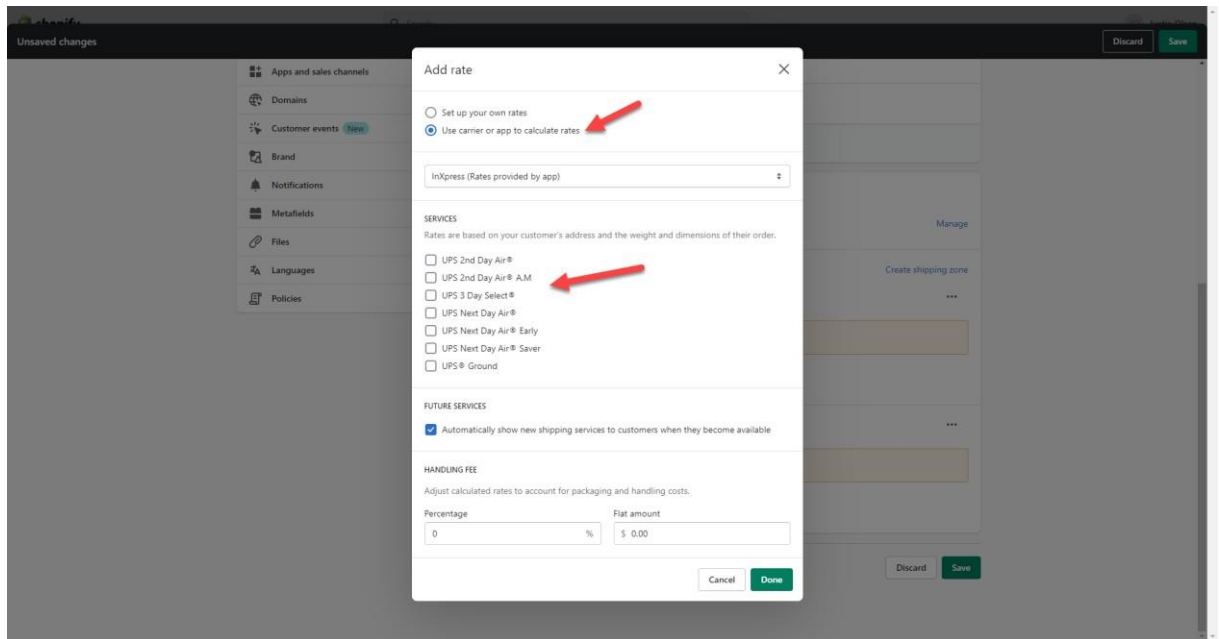 shopify
Unsaved changes
Discard
Save
Apps and sales channels
Domains
Customer events New
Brand
Notifications
Metafields
Files
Languages
Policies
Manage
Create shipping zone
Add rate
Set up your own rates
Use carrier or app to calculate rates
InXpress (Rates provided by app)
SERVICES
Rates are based on your customer's address and the weight and dimensions of their order.
UPS 2nd Day Air®
UPS 2nd Day Air® A.M
UPS 3 Day Select®
UPS Next Day Air®
UPS Next Day Air® Early
UPS Next Day Air® Saver
UPS® Ground
FUTURE SERVICES
Automatically show new shipping services to customers when they become available
HANDLING FEE
Adjust calculated rates to account for packaging and handling costs.
Percentage
Flat amount
0 %
$ 0.00
Cancel
Done
Discard
Save